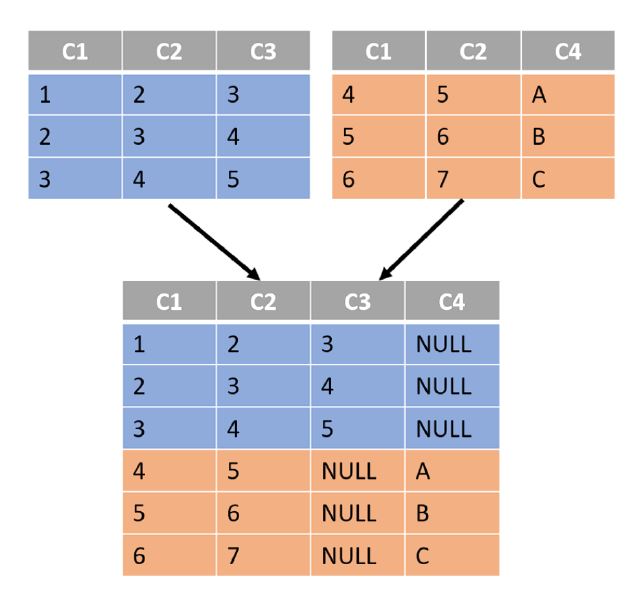 C1 C2 C3
1 2 3
2 3 4
3 4 5
C1 C2 C4
4 5 A
5 6 B
6 7 C
C1 C2 C3 C4
1 2 3 NULL
2 3 4 NULL
3 4 5 NULL
4 5 NULL A
5 6 NULL B
6 7 NULL C